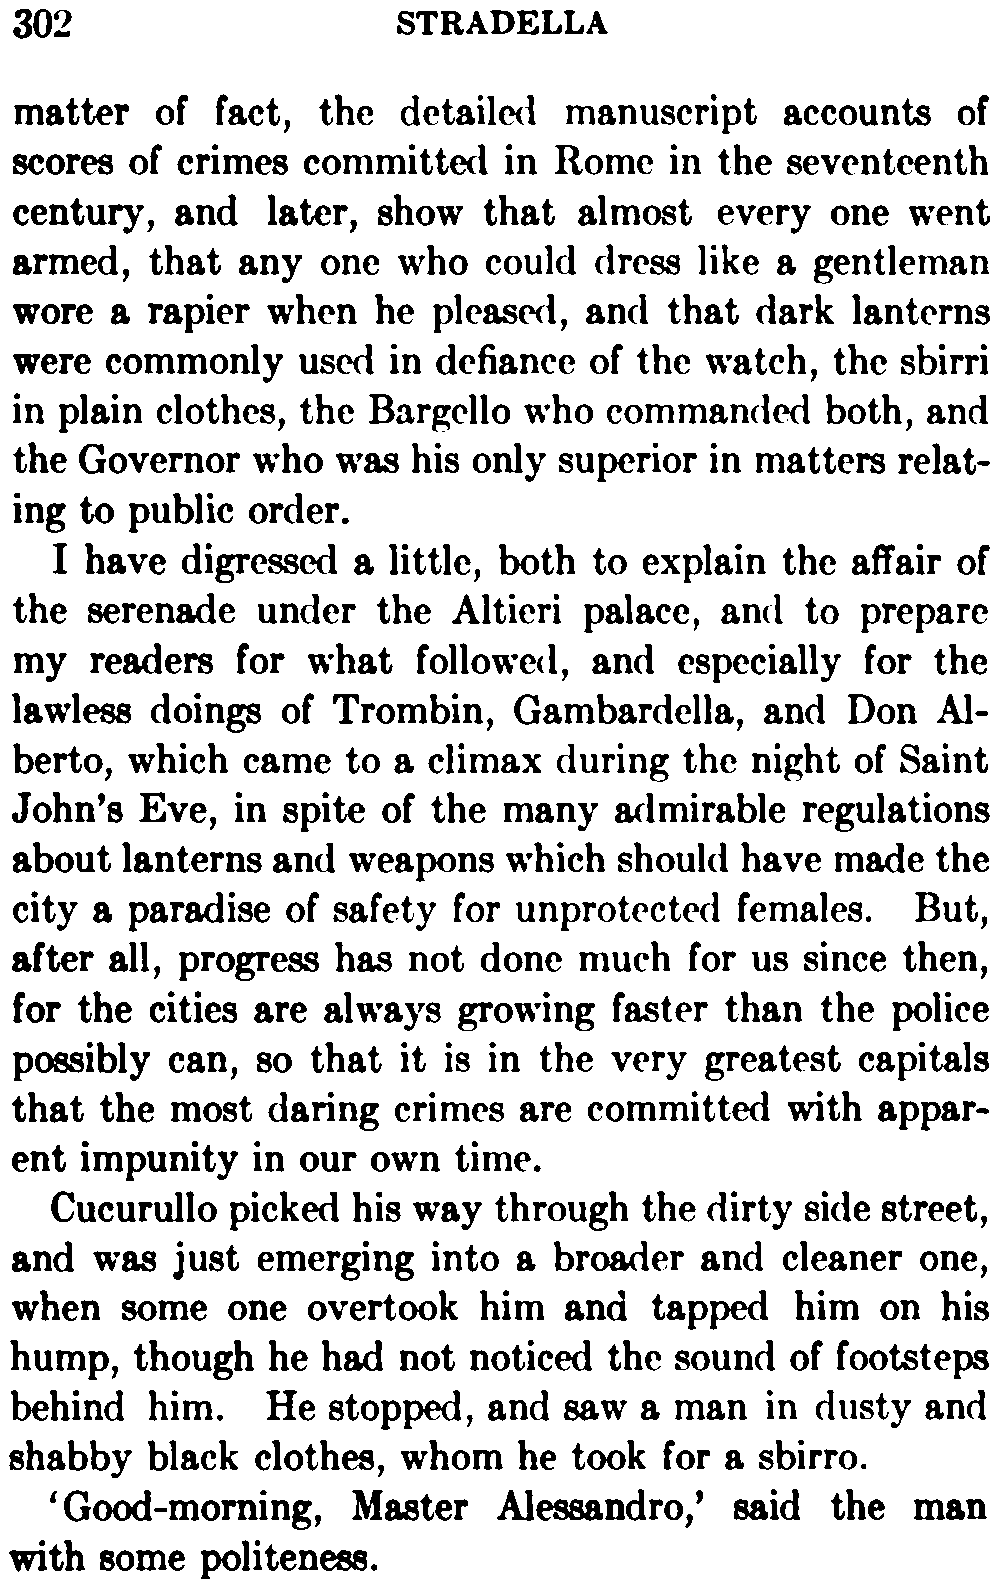 302 STRADELLA
matter of fact, the detailed manuscript accounts of
scores of crimes committed in Rome in the seventeenth
century, and later, show that almost every one went
armed, that any one who could dress like a gentleman
wore a rapier when he pleased, and that dark lanterns
were commonly used in defiance of the watch, the sbirri
in plain clothes, the Bargello who commanded both, and
the Governor who was his only superior in matters relat-
ing to public order.
I have digressed a little, both to explain the affair of
the serenade under the Altieri palace, and to prepare
my readers for what followed, and especially for the
lawless doings of Trombin, Gambardella, and Don Al-
berto, which came to a climax during the night of Saint
John's Eve, in spite of the many admirable regulations
about lanterns and weapons which should have made the
city a paradise of safety for unprotected females. But,
after all, progress has not done much for us since then,
for the cities are always growing faster than the police
possibly can, so that it is in the very greatest capitals
that the most daring crimes are committed with appar-
ent impunity in our own time.
Cucurullo picked his way through the dirty side street,
and was just emerging into a broader and cleaner one,
when some one overtook him and tapped him on his
hump, though he had not noticed the sound of footsteps
behind him. He stopped, and saw a man in dusty and
shabby black clothes, whom he took for a sbirro.
'Good-morning, Master Alessandro,' said the man
with some politeness.